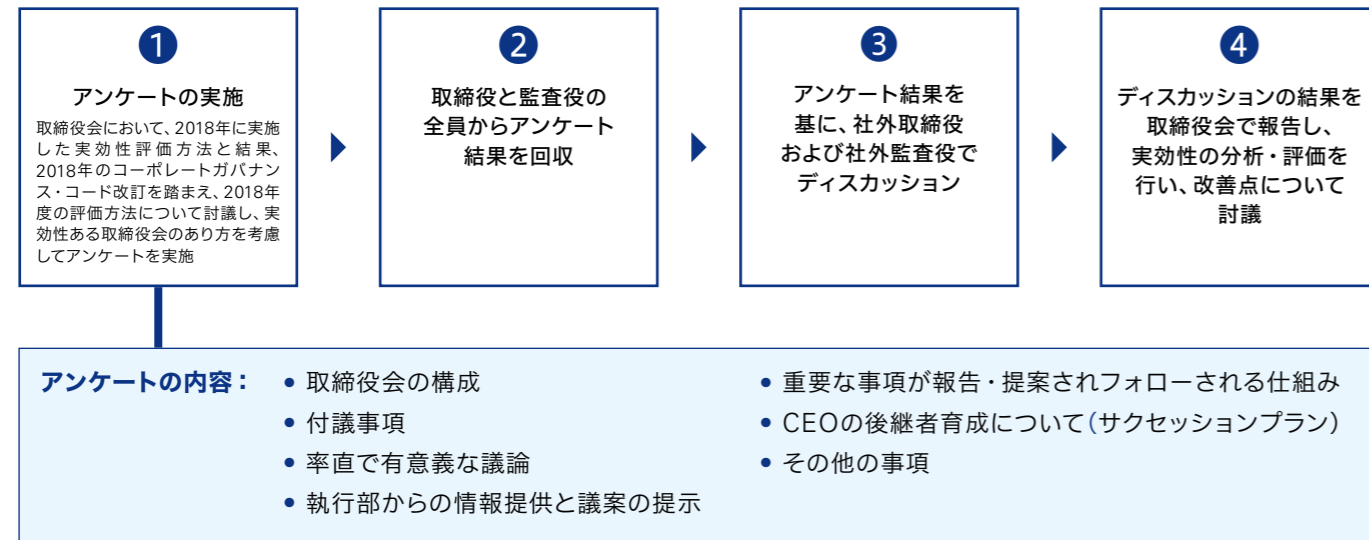 1
アンケートの実施
取締役会において、2018年に実施
した実効性評価方法と結果、
2018年のコーポレートガバナン
ス・コード改訂を踏まえ、2018年
度の評価方法について討議し、実
効性ある取締役会のあり方を考慮
してアンケートを実施
2
取締役と監査役の
全員からアンケート
結果を回収
3
アンケート結果を
基に、社外取締役
および社外監査役で
ディスカッション
4
ディスカッションの結果を
取締役会で報告し、
実効性の分析・評価を
行い、改善点について
討議
アンケートの内容：
• 取締役会の構成
• 付議事項
• 率直で有意義な議論
• 執行部からの情報提供と議案の提示
• 重要な事項が報告・提案されフォローされる仕組み
• CEOの後継者育成について（サクセッションプラン）
• その他の事項